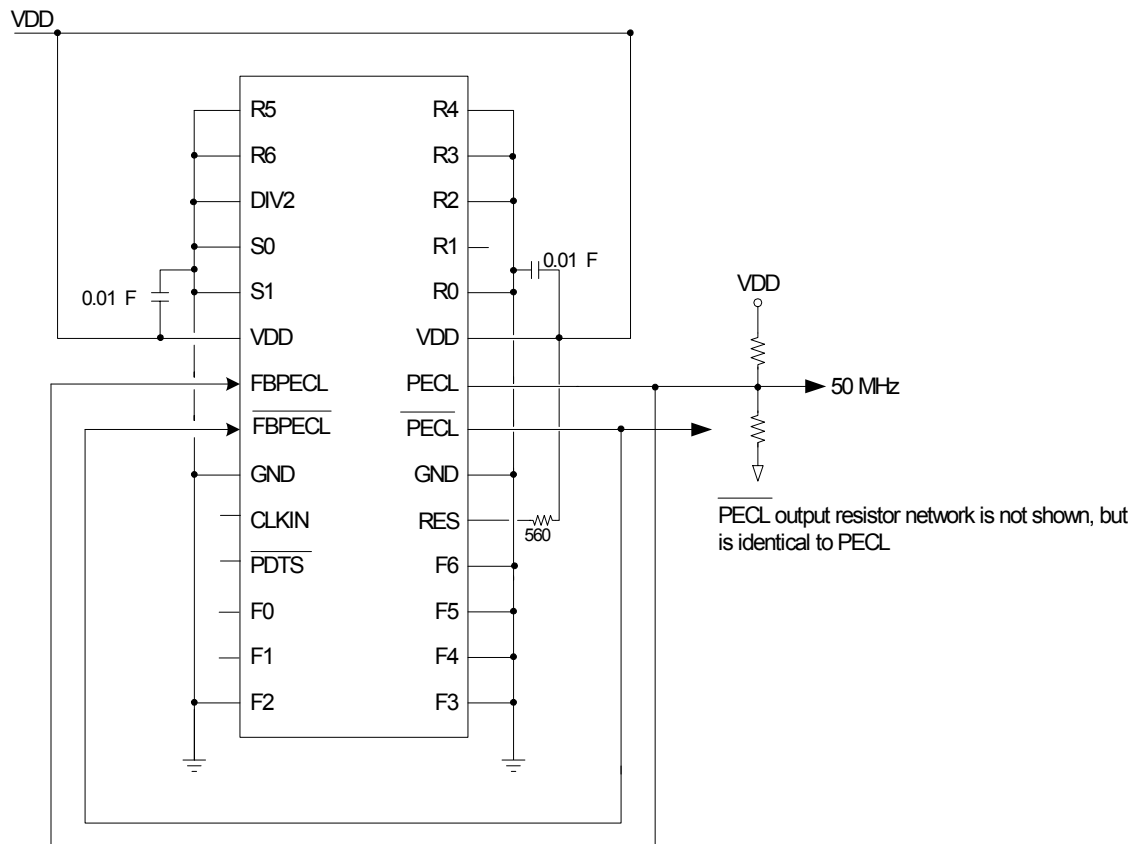 VDD
R5
R6
DIV2
S0
S1
VDD
FBPECL
FBPECL
GND
CLKIN
PDTS
F0
F1
F2
R4
R3
R2
R1
R0
VDD
PECL
PECL
GND
RES
F6
F5
F4
F3
0.01 F
0.01 F
560
VDD
50 MHz
PECL output resistor network is not shown, but
is identical to PECL